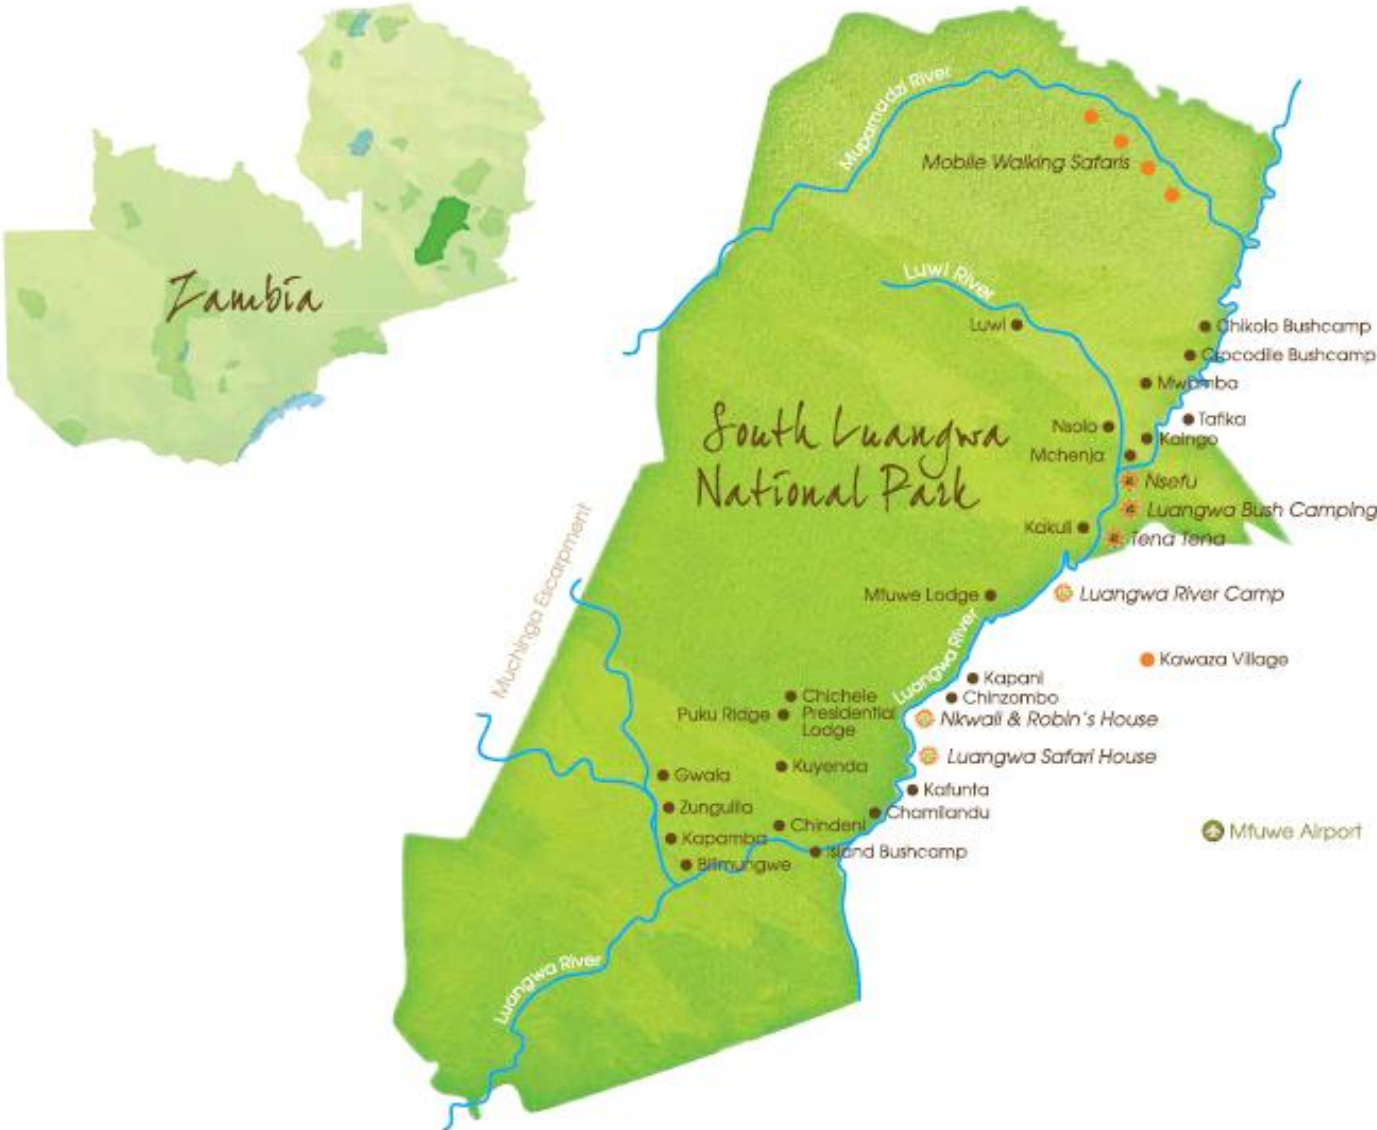 Zambia
Mupamadzi River
Mobile Walking Safaris
Luwi River
Luwi
Chikolo Bushcamp
Crocodile Bushcamp
Mwamba
Tafika
Nsolo
Kaingo
Mchenja
South Luangwa
National Park
Nsefu
Luangwa Bush Camping
Kakuli
Tena Tena
Muchinga Escarpment
Mfuwe Lodge
Luangwa River Camp
Luangwa River
Kawaza Village
Kapani
Chinzombo
Chichele
Presidential
Lodge
Puku Ridge
Nkwali & Robin's House
Luangwa Safari House
Kuyenda
Gwala
Kafunta
Zungulila
Chamilandu
Chindeni
Kapamba
Mfuwe Airport
Island Bushcamp
Bilimungwe
Luangwa River